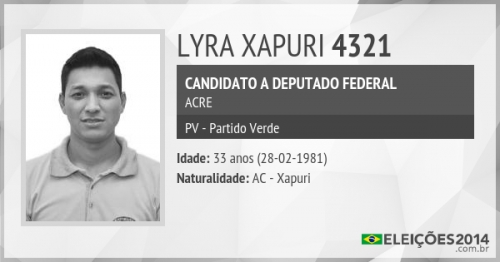 LYRA XAPURI 4321
CANDIDATO A DEPUTADO FEDERAL
ACRE
PV - Partido Verde
Idade: 33 anos (28-02-1981)
Naturalidade: AC - Xapuri
ELEIÇÕES2014
.com.br